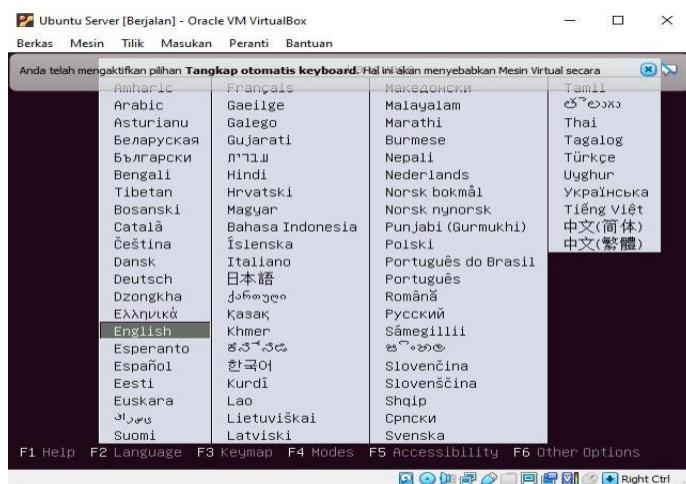 Ubuntu Server [Berjalan] - Oracle VM VirtualBox
Berkas Mesin Tilik Masukan Peranti Bantuan
Anda telah mengaktifkan pilihan Tangkap otomatis keyboard. Hal ini akan menyebabkan Mesin Virtual secara
Amharic Français Македонски Tamil
Arabic Gaeilge Malayalam తెలుగు
Asturianu Galego Marathi Thai
Беларуская Gujarati Burmese Tagalog
Български עברית Nepali Türkçe
Bengali Hindi Nederlands Uyghur
Tibetan Hrvatski Norsk bokmål Українська
Bosanski Magyar Norsk nynorsk Tiếng Việt
Català Bahasa Indonesia Punjabi (Gurmukhi) 中文(简体)
Čeština Íslenska Polski 中文(繁體)
Dansk Italiano Português do Brasil
Deutsch 日本語 Português
Dzongkha ქართული Română
Ελληνικά Қазақ Русский
English Khmer Sámegillii
Esperanto ಕನ್ನಡ සිංහල
Español 한국어 Slovenčina
Eesti Kurdî Slovenščina
Euskara Lao Shqip
فارسی Lietuviškai Српски
Suomi Latviski Svenska
F1 Help F2 Language F3 Keymap F4 Modes F5 Accessibility F6 Other Options
Right Ctrl